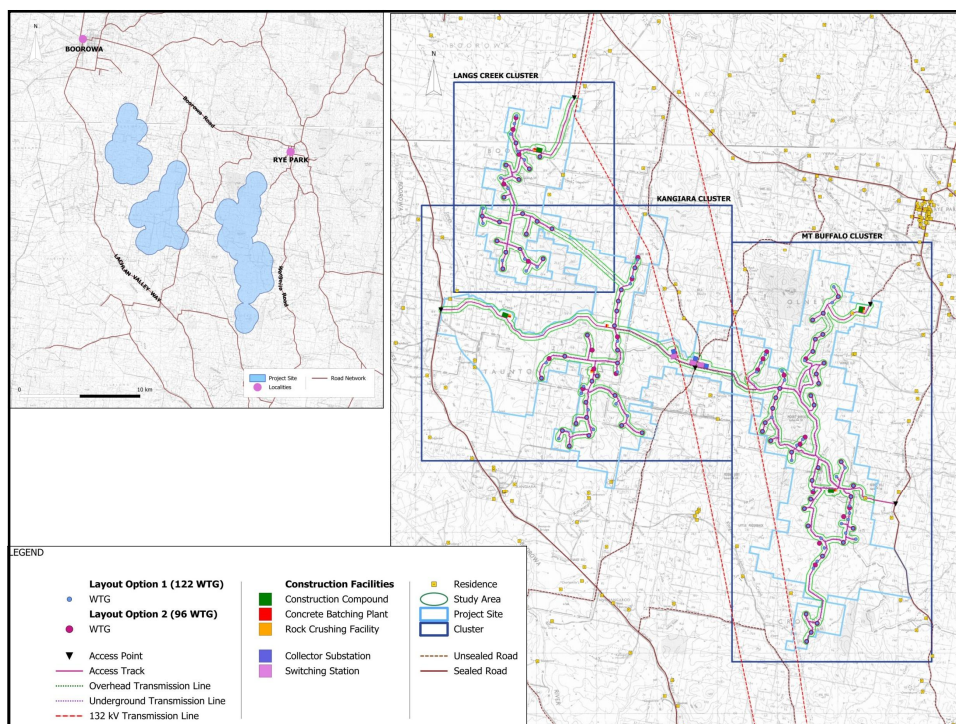 N
BOOROWA
Boorowa Road
RYE PARK
LACHLAN VALLEY WAY
Project Site
Localities
Road Network
0
10 km
N
LANGS CREEK CLUSTER
KANGIARA CLUSTER
MT BUFFALO CLUSTER
TAUNTO
LEGEND
Layout Option 1 (122 WTG)
WTG
Layout Option 2 (96 WTG)
WTG
Access Point
Access Track
Overhead Transmission Line
Underground Transmission Line
132 kV Transmission Line
Construction Facilities
Construction Compound
Concrete Batching Plant
Rock Crushing Facility
Collector Substation
Switching Station
Residence
Study Area
Project Site
Cluster
Unsealed Road
Sealed Road